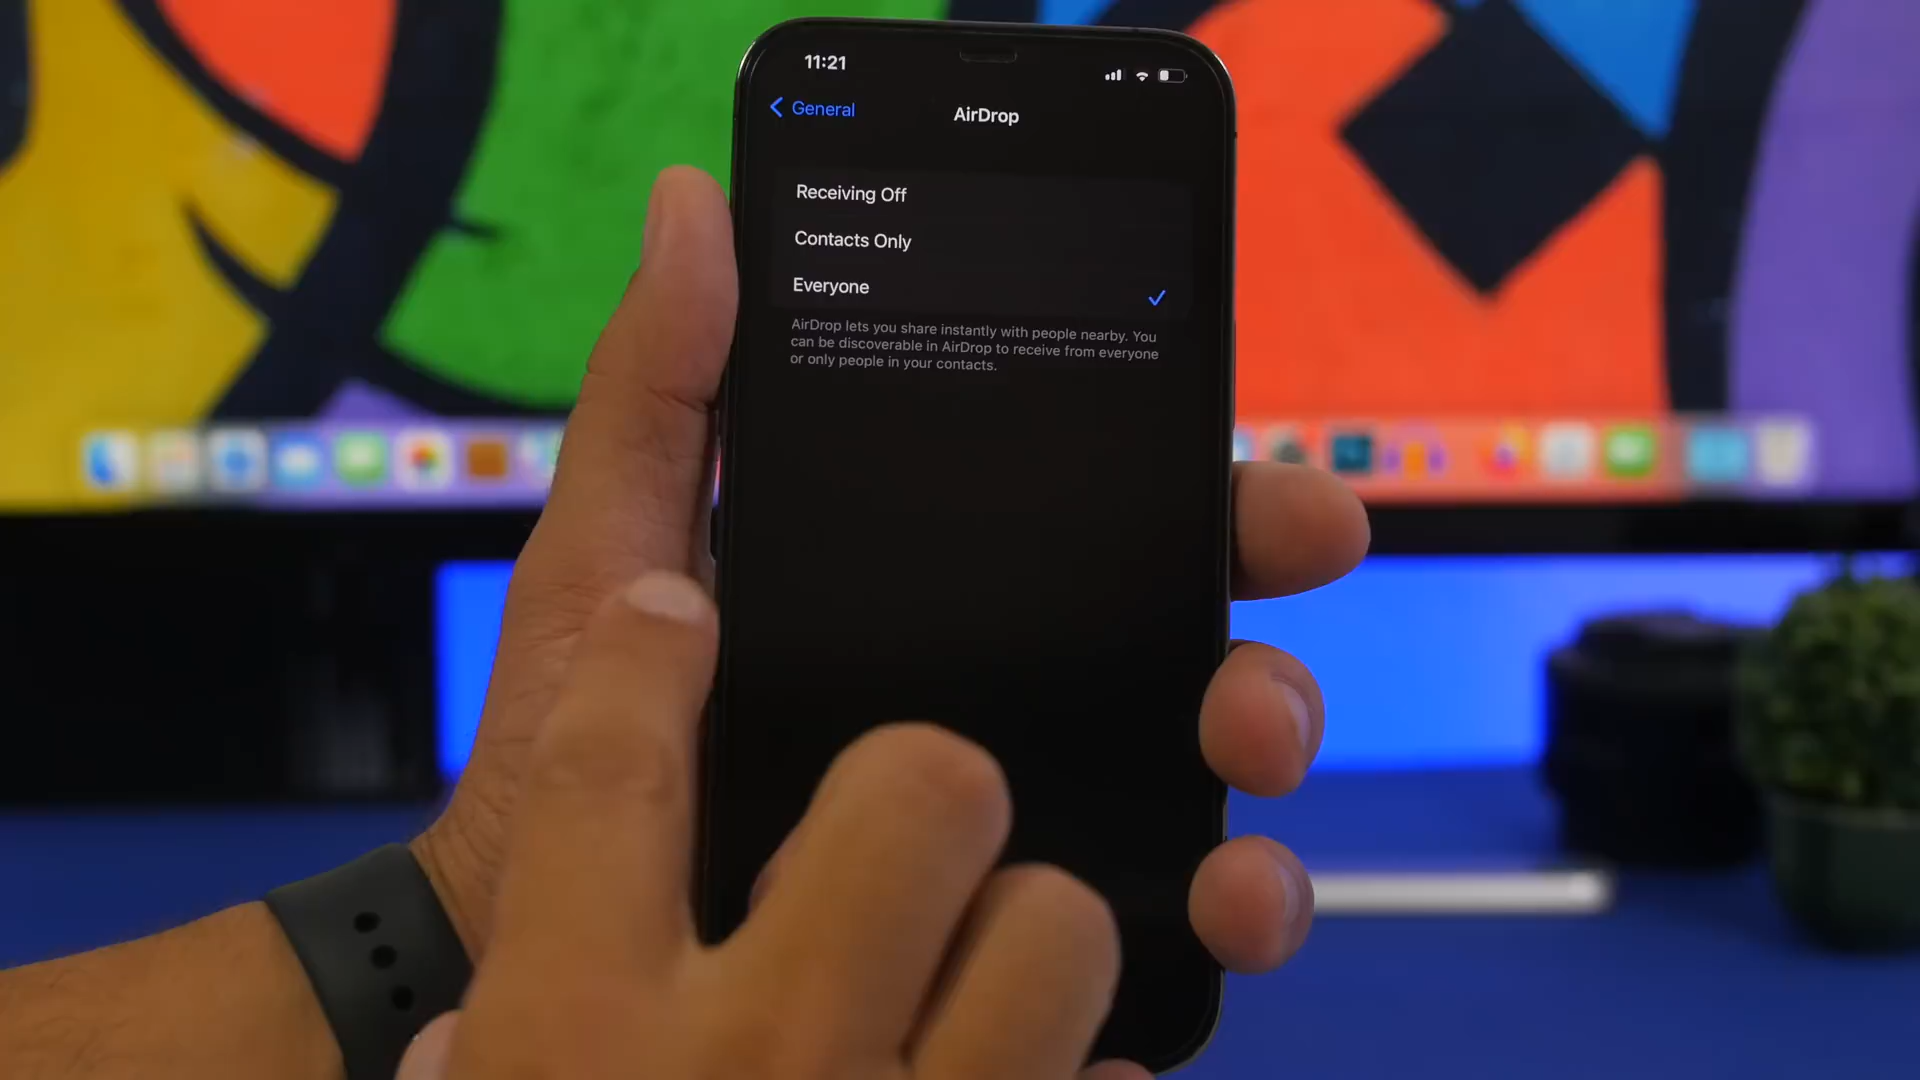 11:21
General
AirDrop
Receiving Off
Contacts Only
Everyone
AirDrop lets you share instantly with people nearby. You
can be discoverable in AirDrop to receive from everyone
or only people in your contacts.